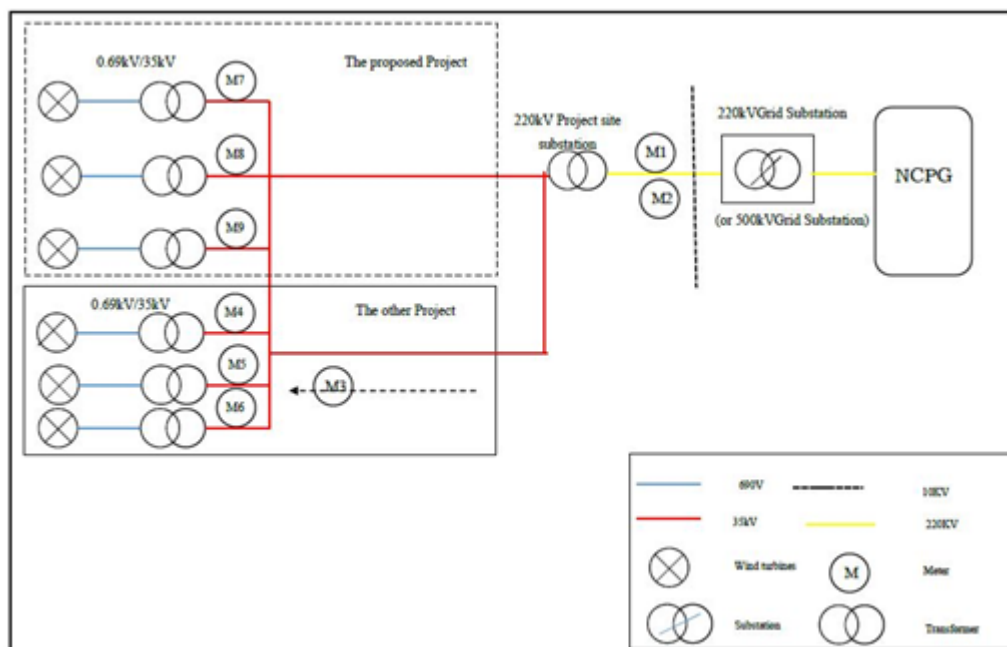 0.69kV/35kV
The proposed Project
M7
M8
M9
220kV Project site
substation
M1
M2
220kVGrid Substation
(or 500kVGrid Substation)
NCPG
0.69kV/35kV
The other Project
M4
M5
M6
M3
690V
10KV
35kV
220KV
Wind turbines
M
Meter
Substation
Transformer